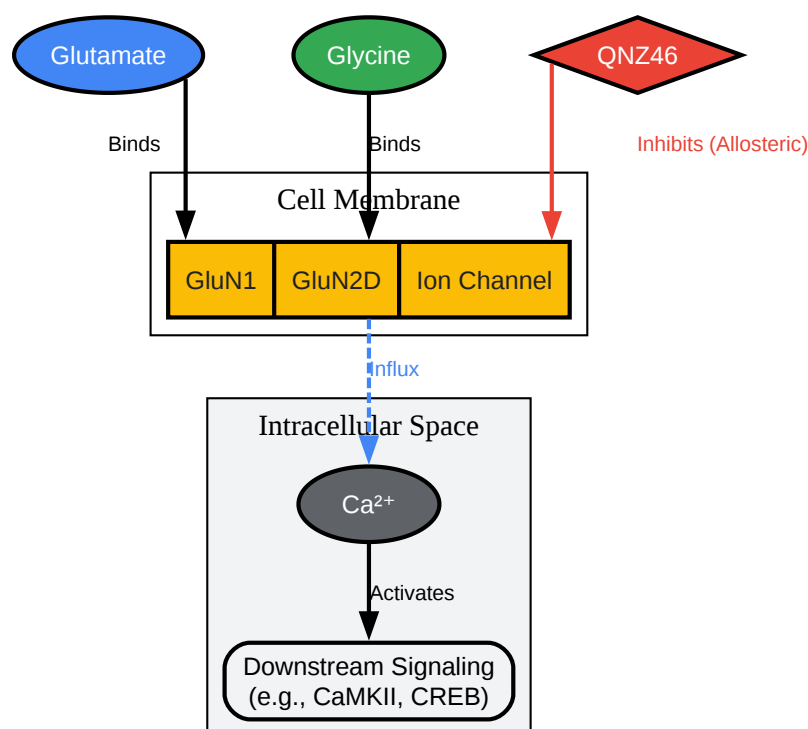 Glutamate
Glycine
QNZ46
Binds
Binds
Inhibits (Allosteric)
Cell Membrane
GluN1
GluN2D
Ion Channel
Influx
Intracellular Space
Ca²⁺
Activates
Downstream Signaling
(e.g., CaMKII, CREB)